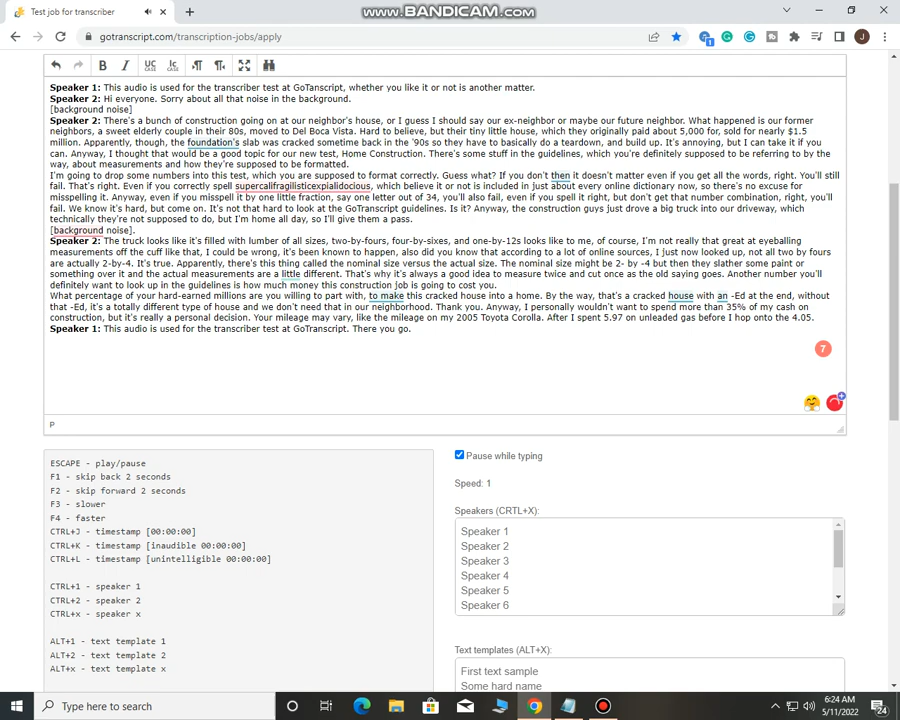 Test job for transcriber
www.BANDICAM.com
gotranscript.com/transcription-jobs/apply
J
B I UC Case lc Case
Speaker 1: This audio is used for the transcriber test at GoTanscript, whether you like it or not is another matter.
Speaker 2: Hi everyone. Sorry about all that noise in the background.
[background noise]
Speaker 2: There's a bunch of construction going on at our neighbor's house, or I guess I should say our ex-neighbor or maybe our future neighbor. What happened is our former
neighbors, a sweet elderly couple in their 80s, moved to Del Boca Vista. Hard to believe, but their tiny little house, which they originally paid about 5,000 for, sold for nearly $1.5
million. Apparently, though, the foundation's slab was cracked sometime back in the '90s so they have to basically do a teardown, and build up. It's annoying, but I can take it if you
can. Anyway, I thought that would be a good topic for our new test, Home Construction. There's some stuff in the guidelines, which you're definitely supposed to be referring to by the
way, about measurements and how they're supposed to be formatted.
I'm going to drop some numbers into this test, which you are supposed to format correctly. Guess what? If you don't then it doesn't matter even if you get all the words, right. You'll still
fail. That's right. Even if you correctly spell supercalifragilisticexpialidocious, which believe it or not is included in just about every online dictionary now, so there's no excuse for
misspelling it. Anyway, even if you misspell it by one little fraction, say one letter out of 34, you'll also fail, even if you spell it right, but don't get that number combination, right, you'll
fail. We know it's hard, but come on. It's not that hard to look at the GoTranscript guidelines. Is it? Anyway, the construction guys just drove a big truck into our driveway, which
technically they're not supposed to do, but I'm home all day, so I'll give them a pass.
[background noise].
Speaker 2: The truck looks like it's filled with lumber of all sizes, two-by-fours, four-by-sixes, and one-by-12s looks like to me, of course, I'm not really that great at eyeballing
measurements off the cuff like that, I could be wrong, it's been known to happen, also did you know that according to a lot of online sources, I just now looked up, not all two by fours
are actually 2-by-4. It's true. Apparently, there's this thing called the nominal size versus the actual size. The nominal size might be 2- by -4 but then they slather some paint or
something over it and the actual measurements are a little different. That's why it's always a good idea to measure twice and cut once as the old saying goes. Another number you'll
definitely want to look up in the guidelines is how much money this construction job is going to cost you.
What percentage of your hard-earned millions are you willing to part with, to make this cracked house into a home. By the way, that's a cracked house with an -Ed at the end, without
that -Ed, it's a totally different type of house and we don't need that in our neighborhood. Thank you. Anyway, I personally wouldn't want to spend more than 35% of my cash on
construction, but it's really a personal decision. Your mileage may vary, like the mileage on my 2005 Toyota Corolla. After I spent 5.97 on unleaded gas before I hop onto the 4.05.
Speaker 1: This audio is used for the transcriber test at GoTranscript. There you go.
7
P
ESCAPE - play/pause
F1 - skip back 2 seconds
F2 - skip forward 2 seconds
F3 - slower
F4 - faster
CTRL+J - timestamp [00:00:00]
CTRL+K - timestamp [inaudible 00:00:00]
CTRL+L - timestamp [unintelligible 00:00:00]
CTRL+1 - speaker 1
CTRL+2 - speaker 2
CTRL+x - speaker x
ALT+1 - text template 1
ALT+2 - text template 2
ALT+x - text template x
Pause while typing
Speed: 1
Speakers (CRTL+X):
Speaker 1
Speaker 2
Speaker 3
Speaker 4
Speaker 5
Speaker 6
Text templates (ALT+X):
First text sample
Some hard name
Type here to search
6:24 AM
5/11/2022
24